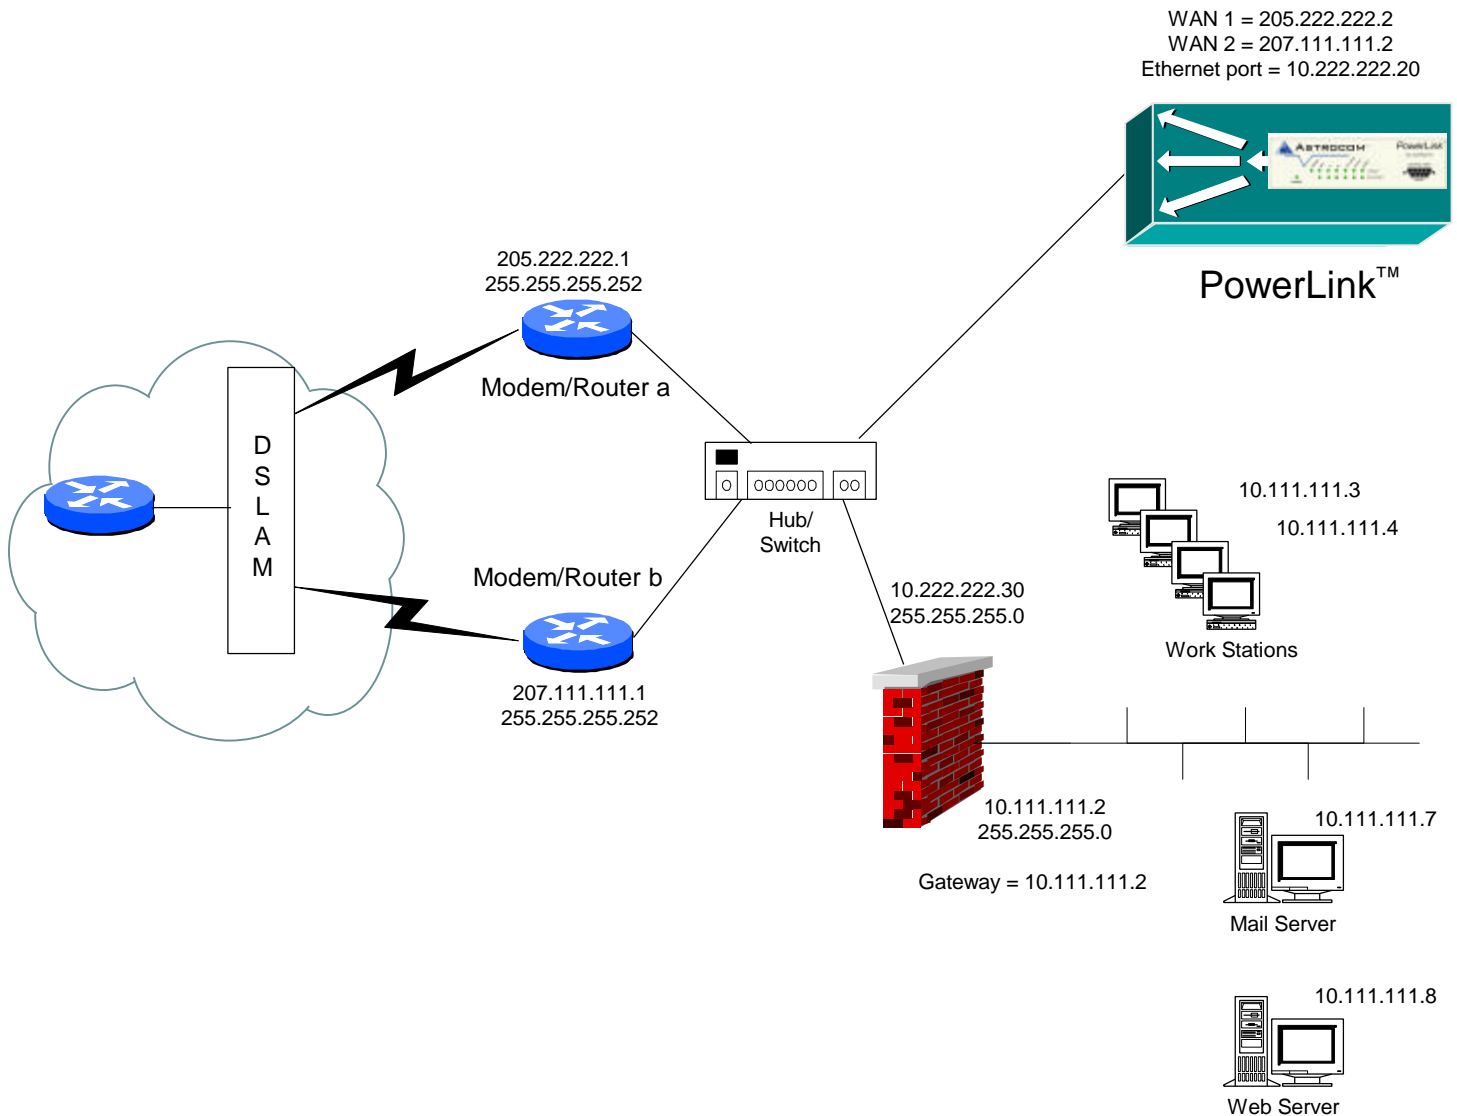 WAN 1 = 205.222.222.2
WAN 2 = 207.111.111.2
Ethernet port = 10.222.222.20
ASTROCOM
PowerLink
PowerLink™
205.222.222.1
255.255.255.252
Modem/Router a
D
S
L
A
M
Hub/
Switch
Modem/Router b
207.111.111.1
255.255.255.252
10.222.222.30
255.255.255.0
10.111.111.3
10.111.111.4
Work Stations
10.111.111.2
255.255.255.0
Gateway = 10.111.111.2
10.111.111.7
Mail Server
10.111.111.8
Web Server